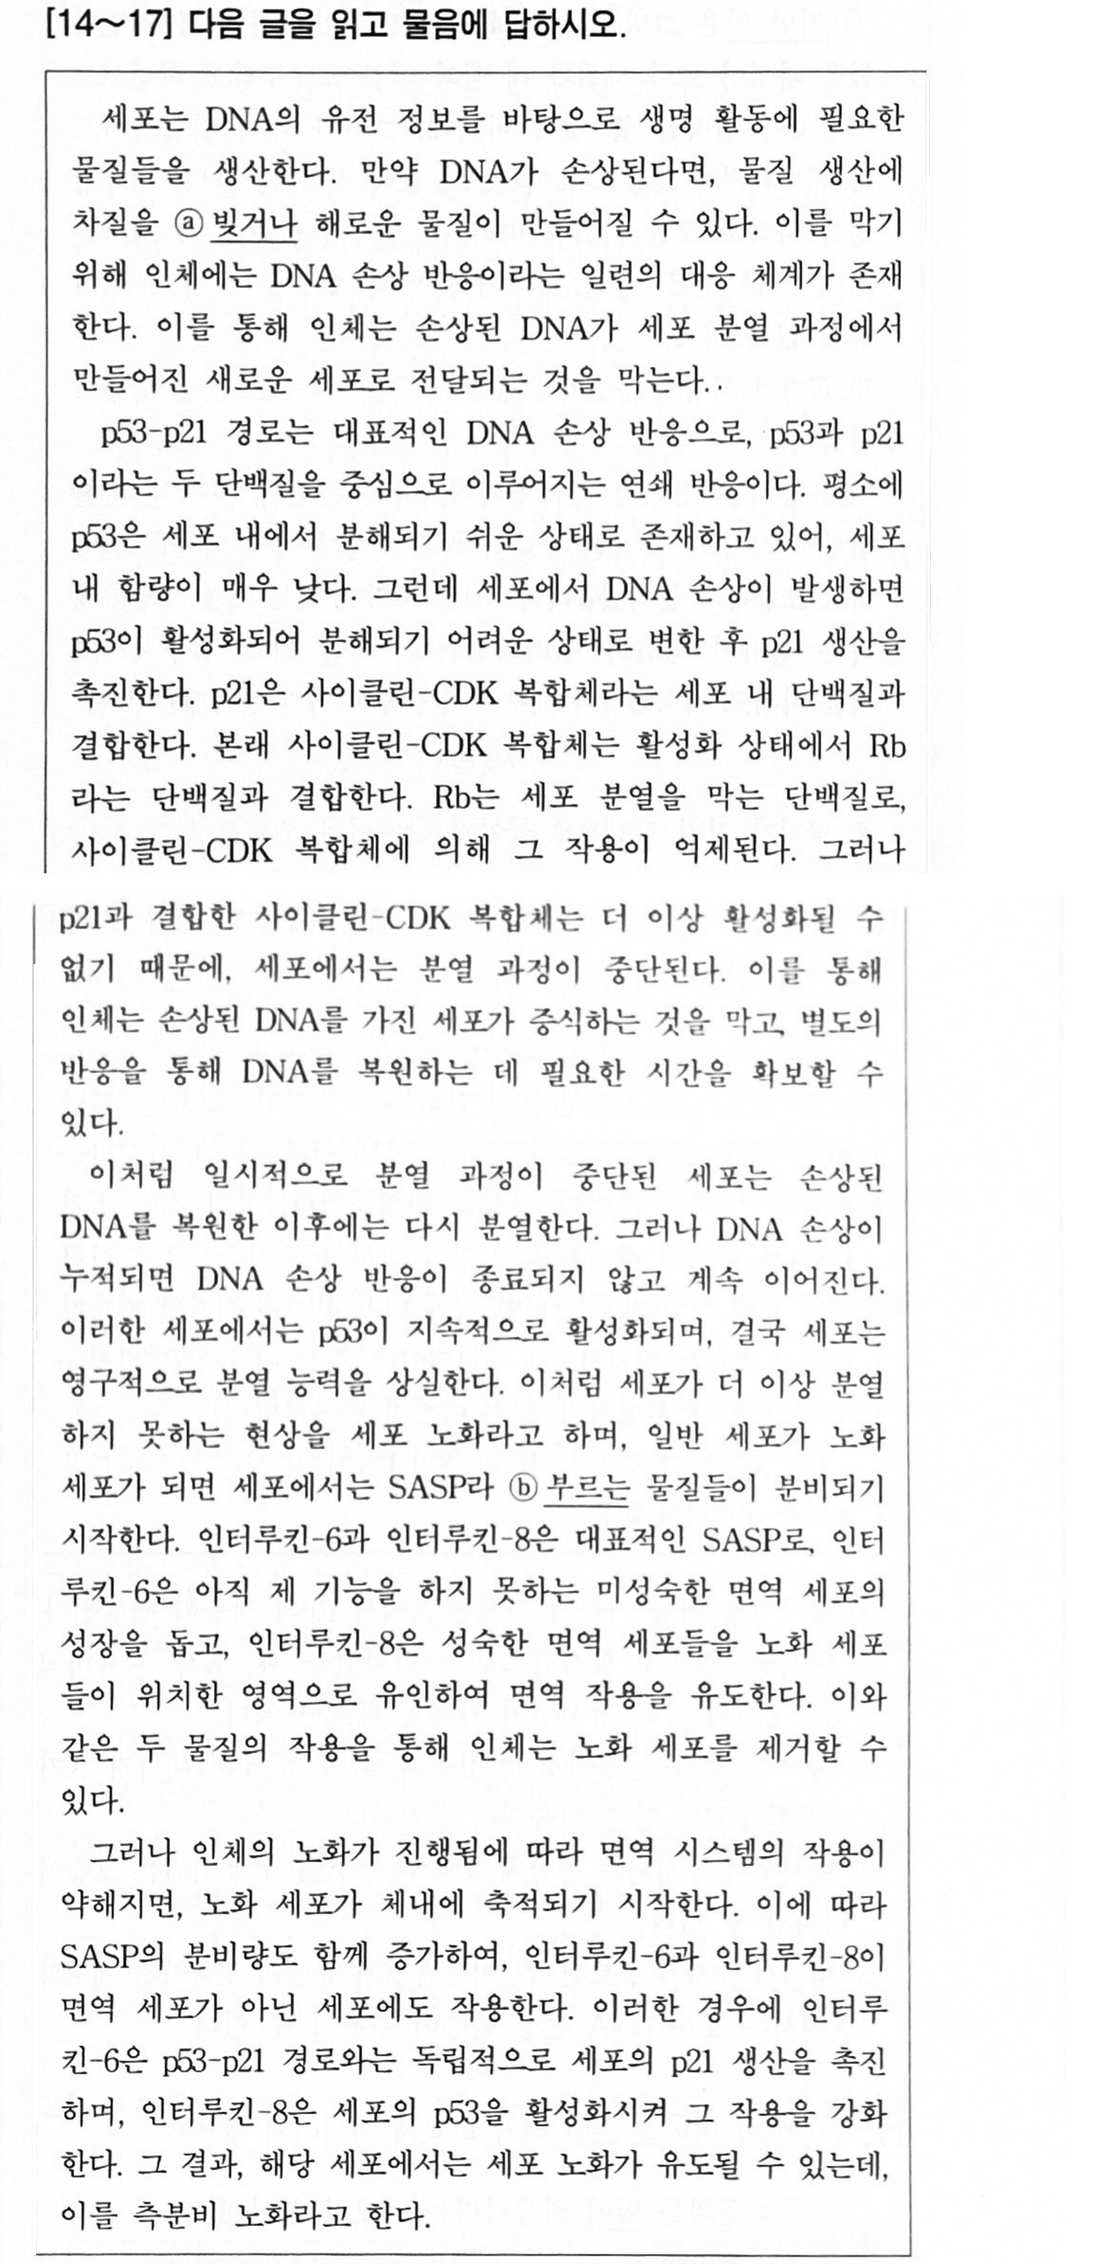 [14～17] 다음 글을 읽고 물음에 답하시오.
세포는 DNA의 유전 정보를 바탕으로 생명 활동에 필요한
물질들을 생산한다. 만약 DNA가 손상된다면, 물질 생산에
차질을 ⓐ 빚거나 해로운 물질이 만들어질 수 있다. 이를 막기
위해 인체에는 DNA 손상 반응이라는 일련의 대응 체계가 존재
한다. 이를 통해 인체는 손상된 DNA가 세포 분열 과정에서
만들어진 새로운 세포로 전달되는 것을 막는다..
p53-p21 경로는 대표적인 DNA 손상 반응으로, p53과 p21
이라는 두 단백질을 중심으로 이루어지는 연쇄 반응이다. 평소에
p53은 세포 내에서 분해되기 쉬운 상태로 존재하고 있어, 세포
내 함량이 매우 낮다. 그런데 세포에서 DNA 손상이 발생하면
p53이 활성화되어 분해되기 어려운 상태로 변한 후 p21 생산을
촉진한다. p21은 사이클린-CDK 복합체라는 세포 내 단백질과
결합한다. 본래 사이클린-CDK 복합체는 활성화 상태에서 Rb
라는 단백질과 결합한다. Rb는 세포 분열을 막는 단백질로,
사이클린-CDK 복합체에 의해 그 작용이 억제된다. 그러나
p21과 결합한 사이클린-CDK 복합체는 더 이상 활성화될 수
없기 때문에, 세포에서는 분열 과정이 중단된다. 이를 통해
인체는 손상된 DNA를 가진 세포가 증식하는 것을 막고, 별도의
반응을 통해 DNA를 복원하는 데 필요한 시간을 확보할 수
있다.
이처럼 일시적으로 분열 과정이 중단된 세포는 손상된
DNA를 복원한 이후에는 다시 분열한다. 그러나 DNA 손상이
누적되면 DNA 손상 반응이 종료되지 않고 계속 이어진다.
이러한 세포에서는 p53이 지속적으로 활성화되며, 결국 세포는
영구적으로 분열 능력을 상실한다. 이처럼 세포가 더 이상 분열
하지 못하는 현상을 세포 노화라고 하며, 일반 세포가 노화
세포가 되면 세포에서는 SASP라 ⓑ 부르는 물질들이 분비되기
시작한다. 인터루킨-6과 인터루킨-8은 대표적인 SASP로, 인터
루킨-6은 아직 제 기능을 하지 못하는 미성숙한 면역 세포의
성장을 돕고, 인터루킨-8은 성숙한 면역 세포들을 노화 세포
들이 위치한 영역으로 유인하여 면역 작용을 유도한다. 이와
같은 두 물질의 작용을 통해 인체는 노화 세포를 제거할 수
있다.
그러나 인체의 노화가 진행됨에 따라 면역 시스템의 작용이
약해지면, 노화 세포가 체내에 축적되기 시작한다. 이에 따라
SASP의 분비량도 함께 증가하여, 인터루킨-6과 인터루킨-8이
면역 세포가 아닌 세포에도 작용한다. 이러한 경우에 인터루
킨-6은 p53-p21 경로와는 독립적으로 세포의 p21 생산을 촉진
하며, 인터루킨-8은 세포의 p53을 활성화시켜 그 작용을 강화
한다. 그 결과, 해당 세포에서는 세포 노화가 유도될 수 있는데,
이를 측분비 노화라고 한다.